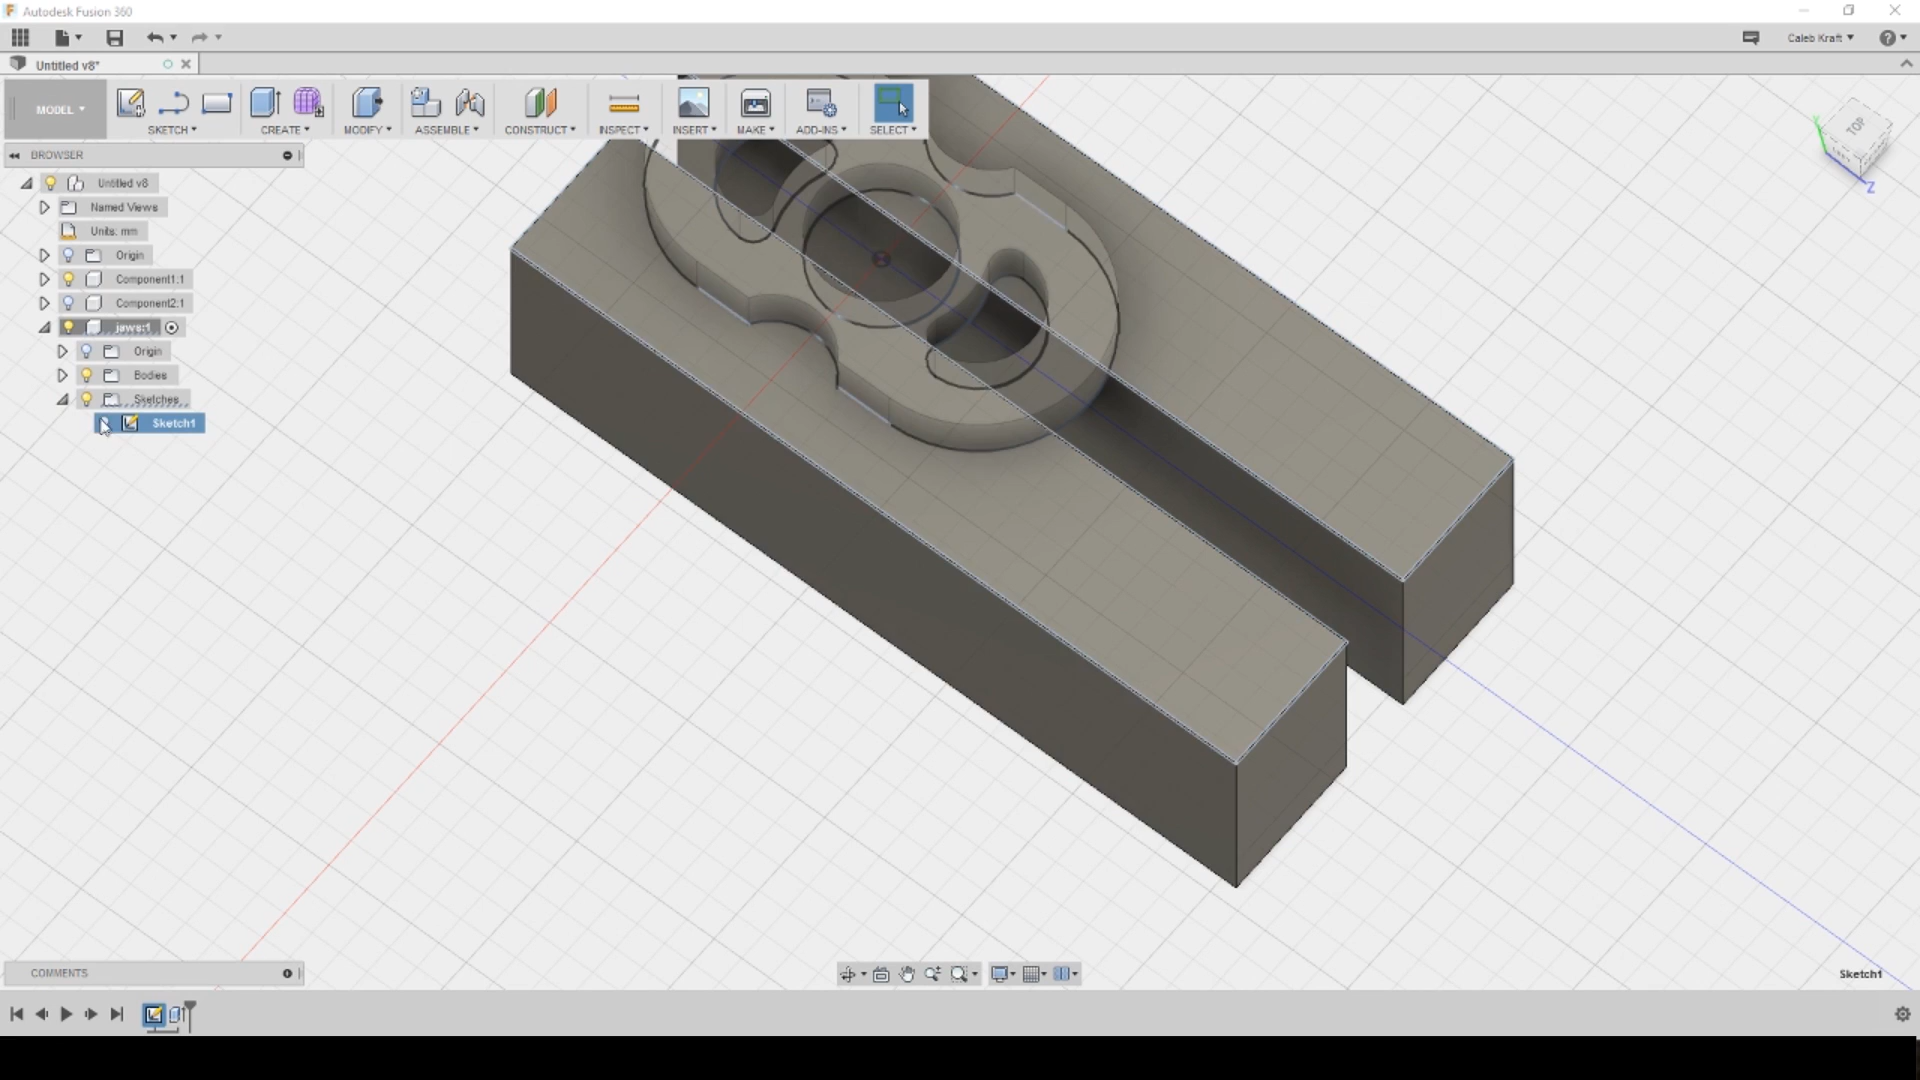 Autodesk Fusion 360
Caleb Kraft
Untitled v8*
MODEL
SKETCH
CREATE
MODIFY
ASSEMBLE
CONSTRUCT
INSPECT
INSERT
MAKE
ADD-INS
SELECT
BROWSER
Untitled v8
Named Views
Units: mm
Origin
Component1:1
Component2:1
jaws:1
Origin
Bodies
Sketches
Sketch1
TOP
Z
COMMENTS
Sketch1